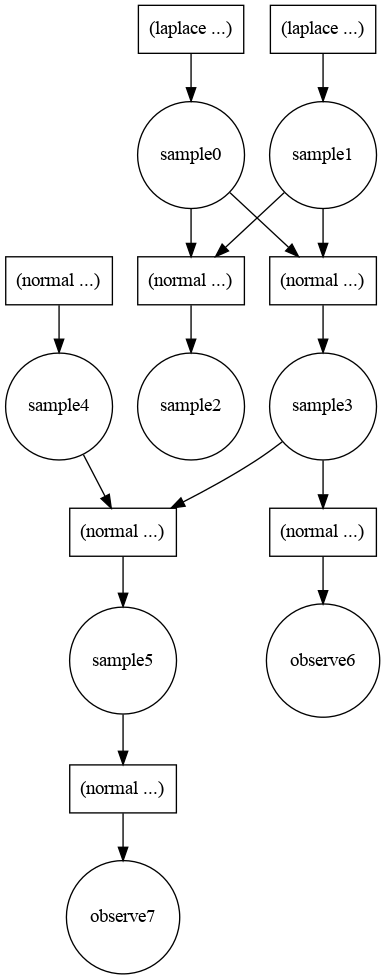 (laplace ...)
(laplace ...)
sample0
sample1
(normal ...)
(normal ...)
(normal ...)
sample4
sample2
sample3
(normal ...)
(normal ...)
sample5
observe6
(normal ...)
observe7